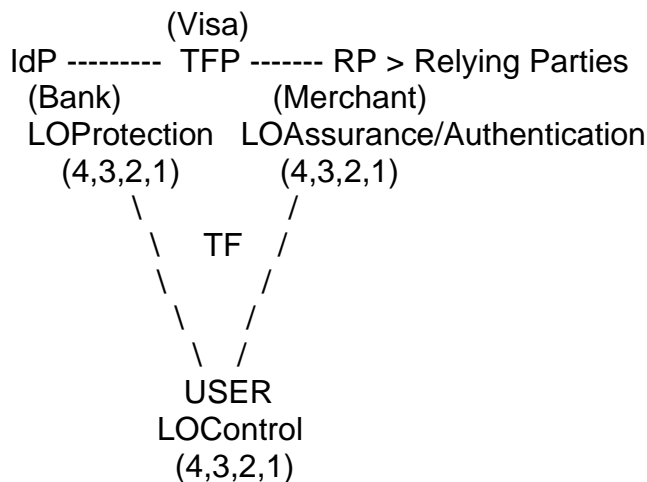 (Visa)
IdP --------- TFP ------- RP > Relying Parties
(Bank) (Merchant)
LOProtection LOAssurance/Authentication
(4,3,2,1) (4,3,2,1)
\ /
\ TF /
\ /
\ /
\ /
USER
LOControl
(4,3,2,1)